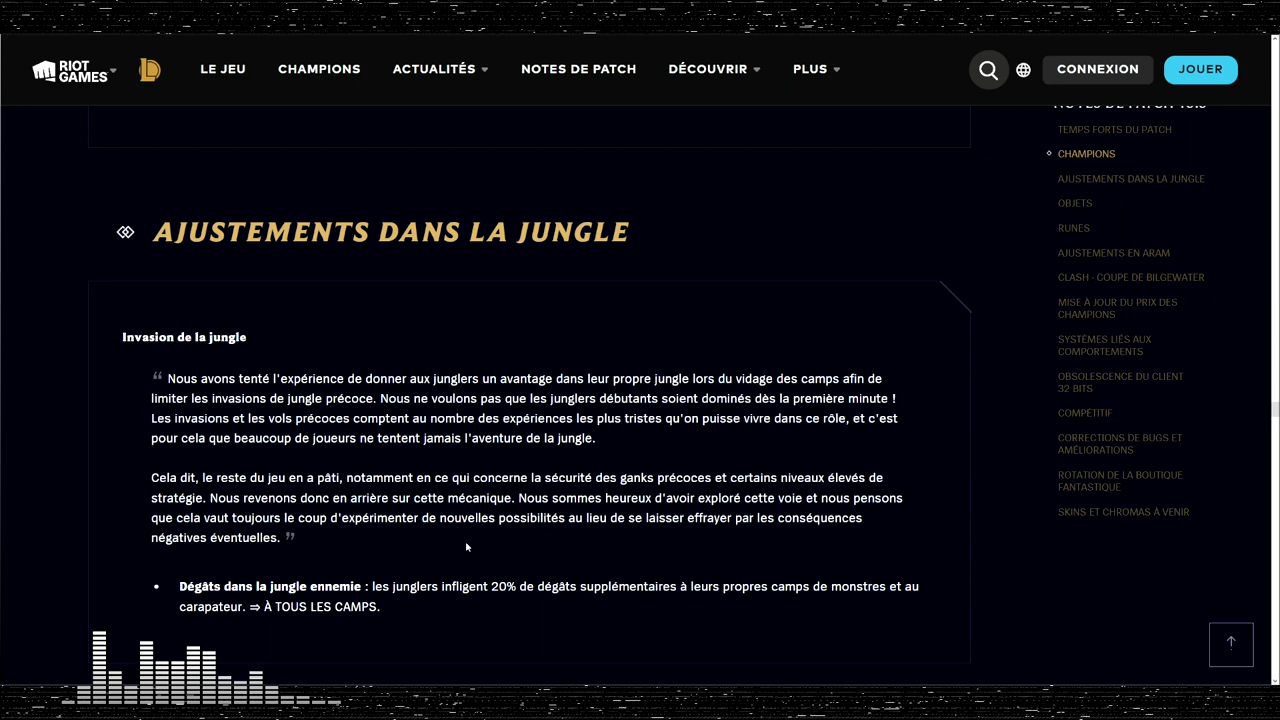 RIOT
GAMES
LE JEU
CHAMPIONS
ACTUALITÉS
NOTES DE PATCH
DÉCOUVRIR
PLUS
CONNEXION
JOUER
AJUSTEMENTS DANS LA JUNGLE
Invasion de la jungle
“ Nous avons tenté l'expérience de donner aux junglers un avantage dans leur propre jungle lors du vidage des camps afin de
limiter les invasions de jungle précoze. Nous ne voulons pas que les junglers débutants soient dominés dès la première minute !
Les invasions et les vols précoces comptent au nombre des expériences les plus tristes qu'on puisse vivre dans ce rôle, et c'est
pour cela que beaucoup de joueurs ne tentent jamais l'aventure de la jungle.
Cela dit, le reste du jeu en a pâti, notamment en ce qui concerne la sécurité des ganks précoces et certains niveaux élevés de
stratégie. Nous revenons donc en arrière sur cette mécanique. Nous sommes heureux d'avoir exploré cette voie et nous pensons
que cela vaut toujours le coup d'expérimenter de nouvelles possibilités au lieu de se laisser effrayer par les conséquences
négatives éventuelles. ”
• Dégâts dans la jungle ennemie : les junglers infligent 20% de dégâts supplémentaires à leurs propres camps de monstres et au
carapateur. ⇒ À TOUS LES CAMPS.
NOTES DE PATCH
TEMPS FORTS DU PATCH
CHAMPIONS
AJUSTEMENTS DANS LA JUNGLE
OBJETS
RUNES
AJUSTEMENTS EN ARAM
CLASH - COUPE DE BILGEWATER
MISE À JOUR DU PRIX DES
CHAMPIONS
SYSTÈMES LIÉS AUX
COMPORTEMENTS
OBSOLESCENCE DU CLIENT
32 BITS
COMPÉTITIF
CORRECTIONS DE BUGS ET
AMÉLIORATIONS
ROTATION DE LA BOUTIQUE
FANTASTIQUE
SKINS ET CHROMAS À VENIR